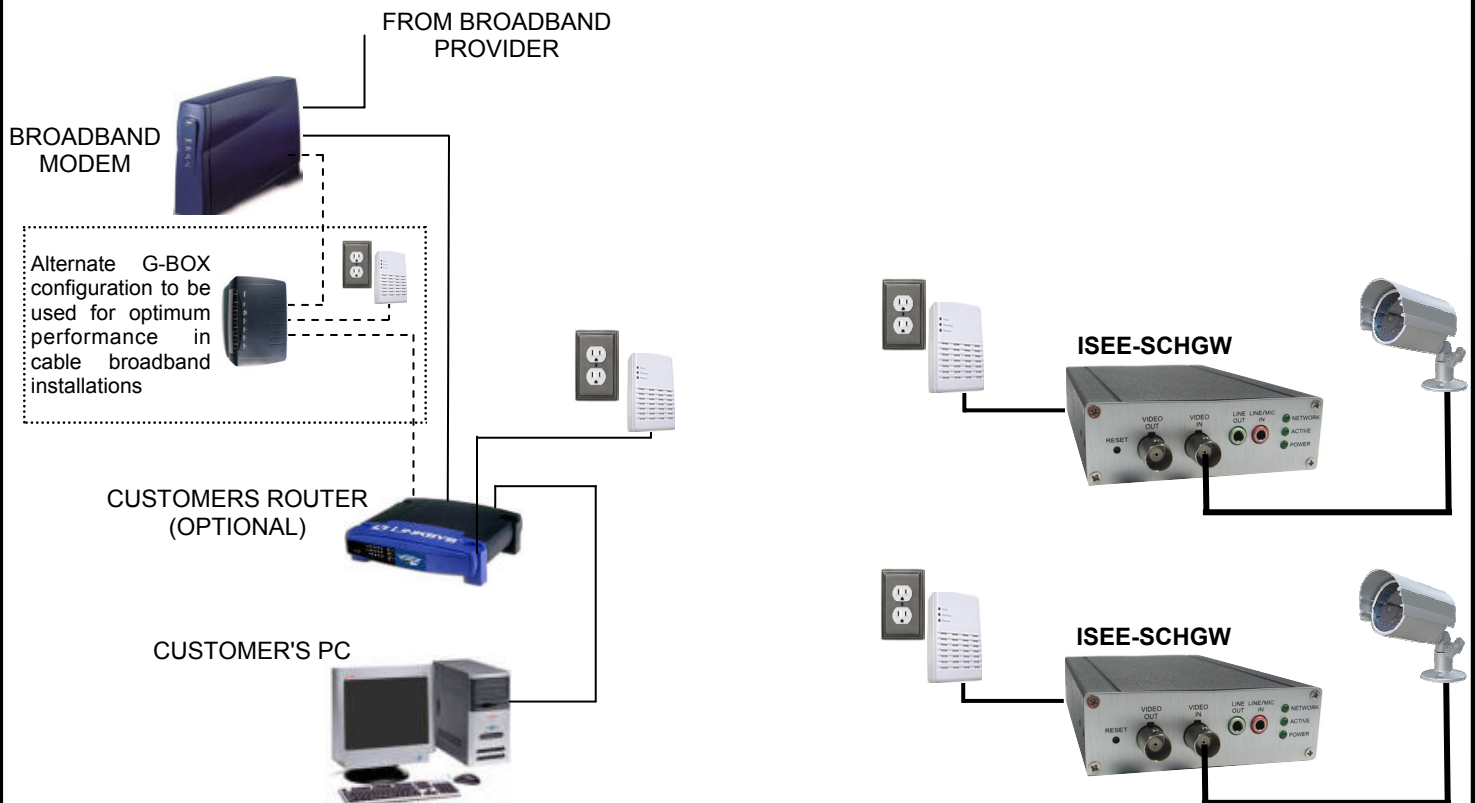 FROM BROADBAND
PROVIDER
BROADBAND
MODEM
Alternate G-BOX
configuration to be
used for optimum
performance in
cable broadband
installations
CUSTOMERS ROUTER
(OPTIONAL)
LINKSYS
CUSTOMER'S PC
ISEE-SCHGW
RESET
VIDEO
OUT
VIDEO
IN
LINE
OUT
LINE/MIC
IN
NETWORK
ACTIVE
POWER
ISEE-SCHGW
RESET
VIDEO
OUT
VIDEO
IN
LINE
OUT
LINE/MIC
IN
NETWORK
ACTIVE
POWER